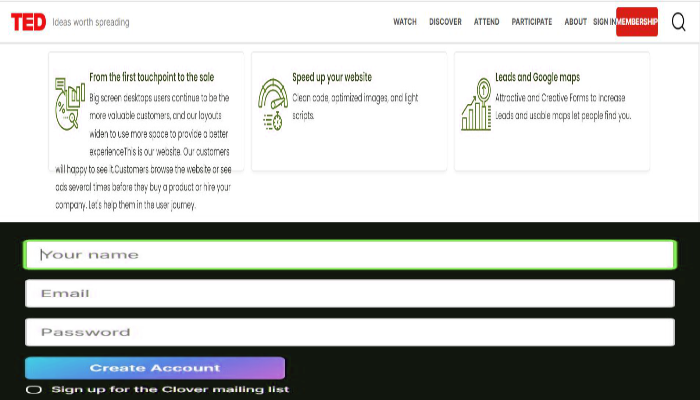 TED Ideas worth spreading WATCH DISCOVER ATTEND PARTICIPATE ABOUT SIGN IN MEMBERSHIP
From the first touchpoint to the sale
Big screen desktops users continue to be the
more valuable customers, and our layouts
widen to use more space to provide a better
experienceThis is our website. Our customers
will happy to see it.Customers browse the website or see
ads several times before they buy a product or hire your
company. Let's help them in the user journey.
Speed up your website
Clean code, optimized images, and light
scripts.
Leads and Google maps
Attractive and Creative Forms to Increase
Leads and usable maps let people find you.
Your name
Email
Password
Create Account
Sign up for the Clover mailing list